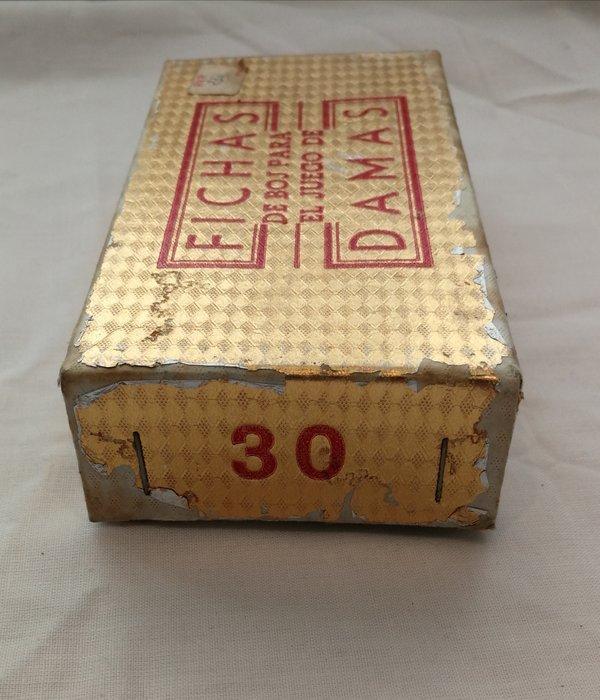 FICHAS
DE BOJ PARA
EL JUEGO DE
DAMAS
30